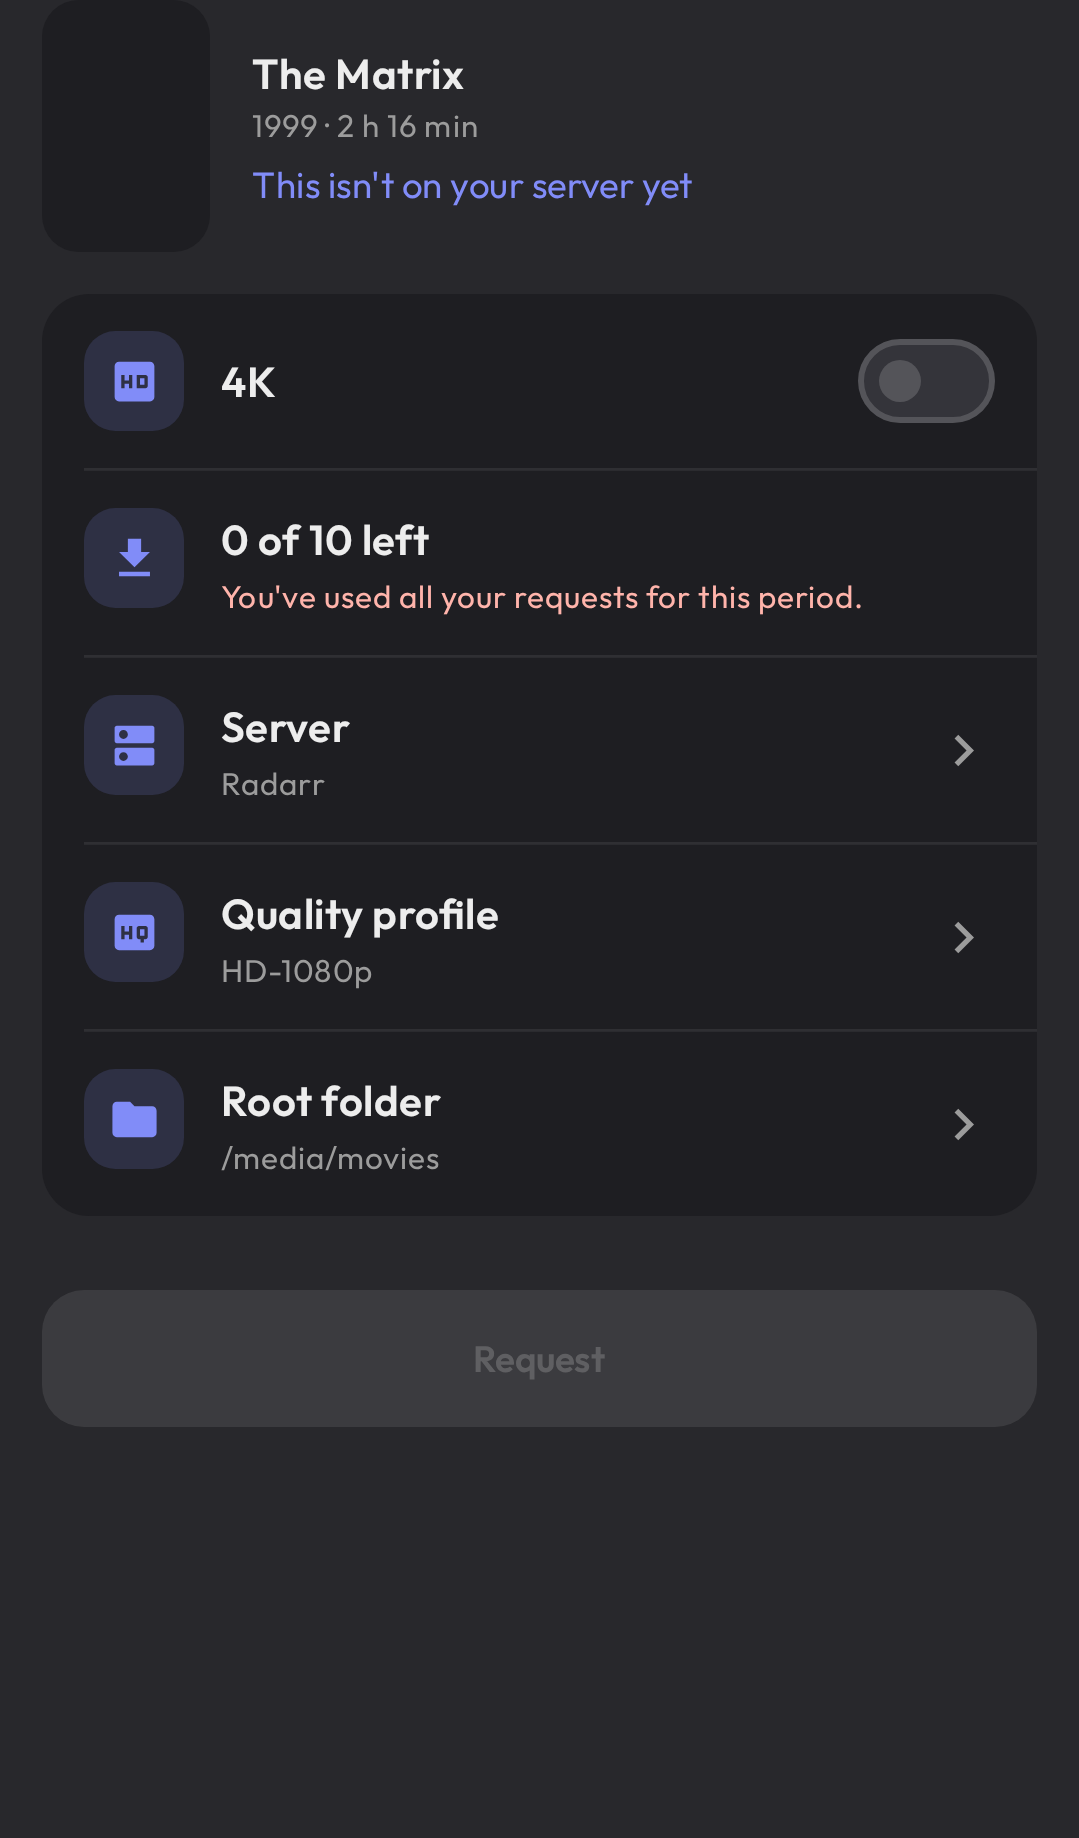 The Matrix
1999 · 2 h 16 min
This isn't on your server yet
HD
4K
0 of 10 left
You've used all your requests for this period.
Server
Radarr
HQ
Quality profile
HD-1080p
Root folder
/media/movies
Request